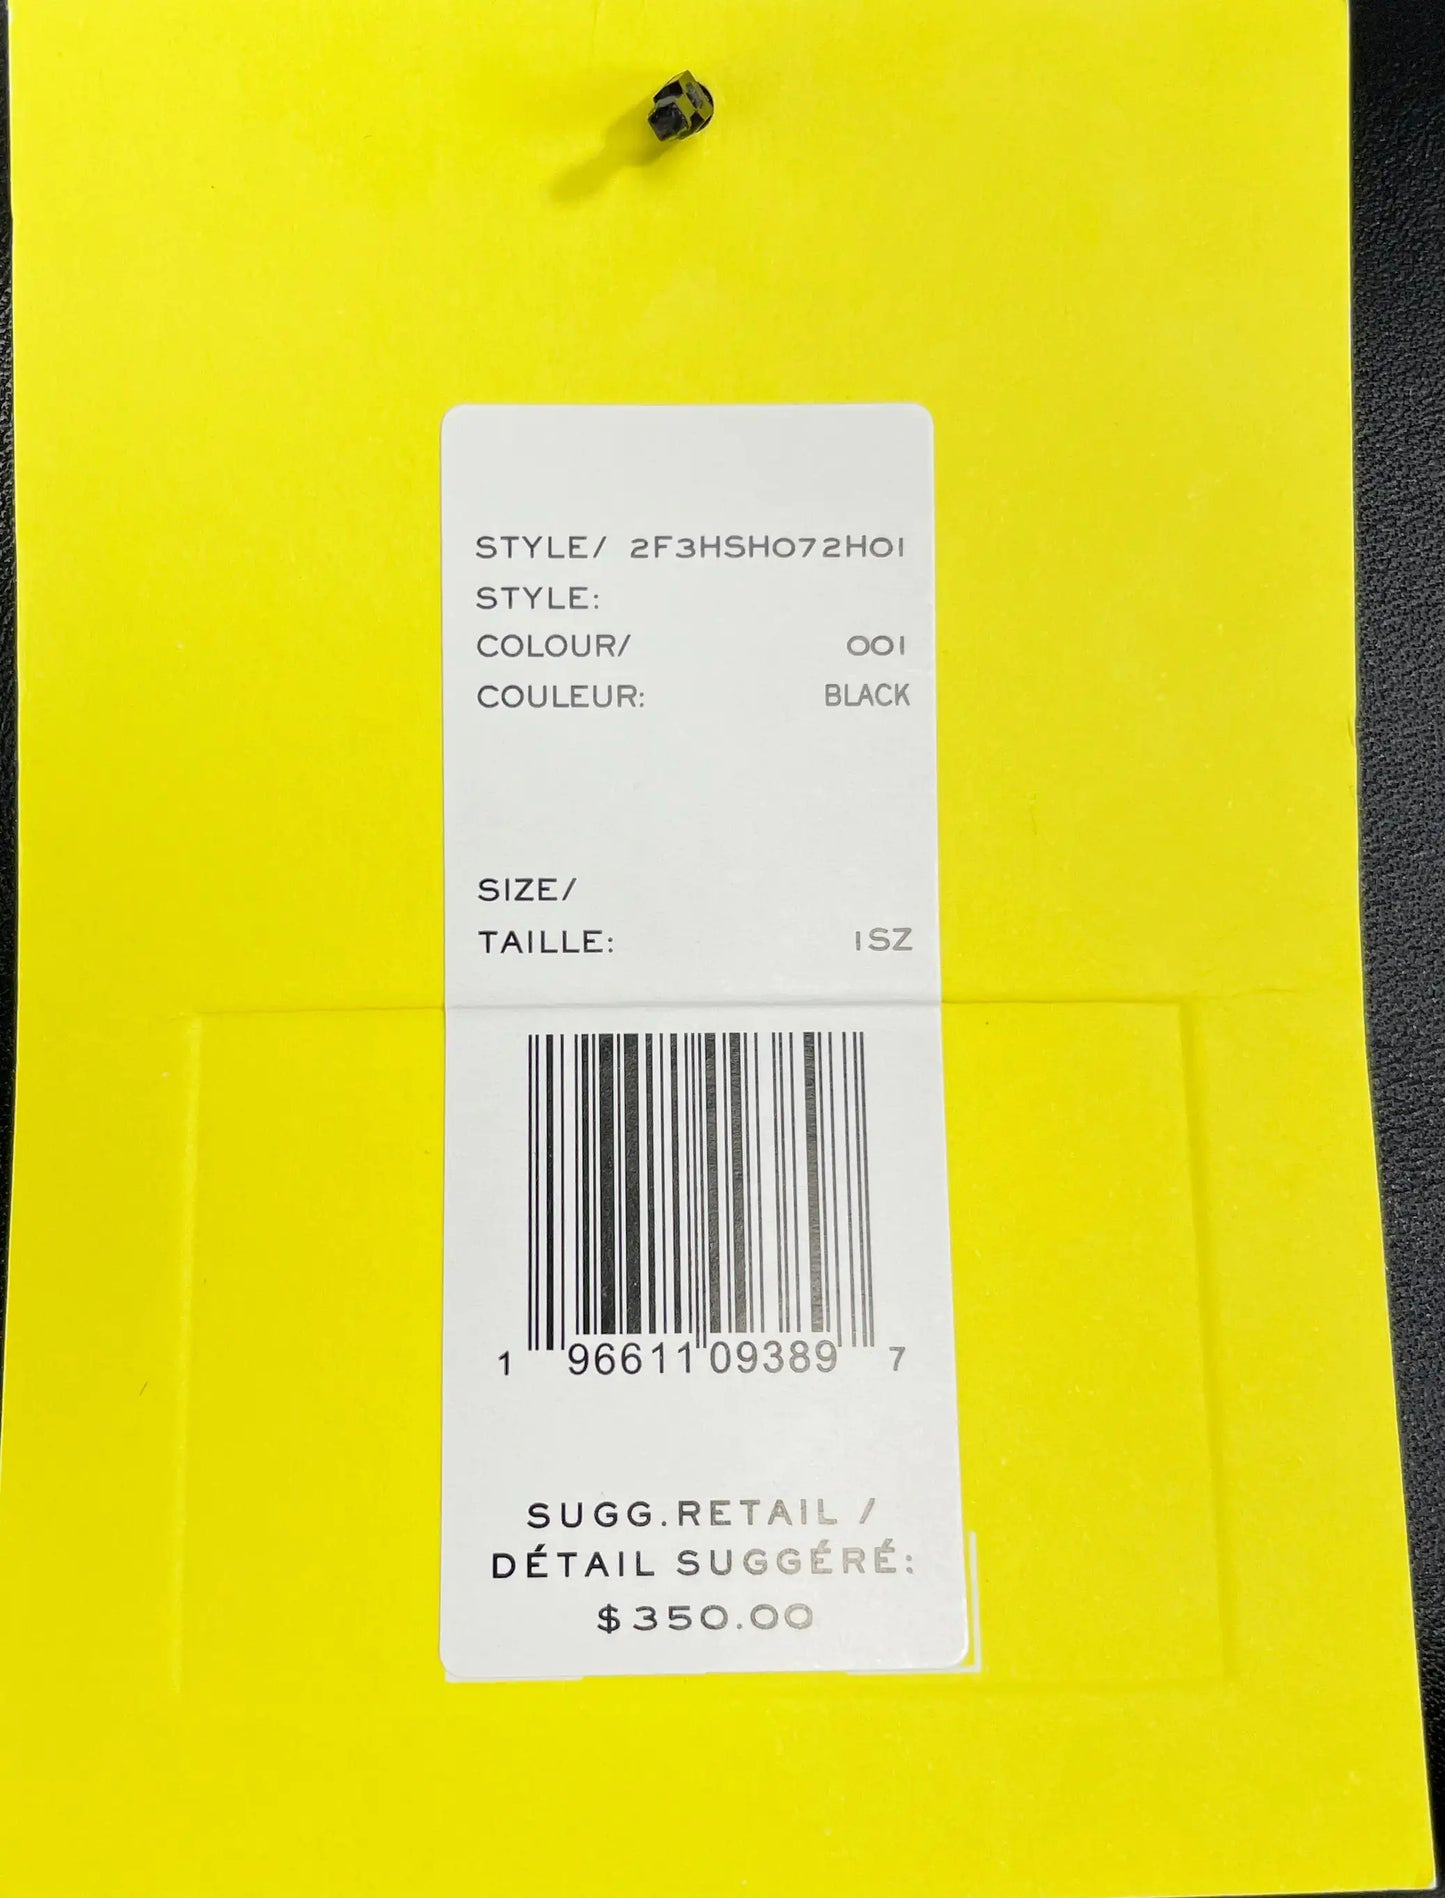 STYLE/ 2F3HSH072H01
STYLE:
COLOUR/ 001
COULEUR: BLACK
SIZE/
TAILLE: 1SZ
1 96611 09389 7
SUGG.RETAIL /
DÉTAIL SUGGÉRÉ:
$350.00